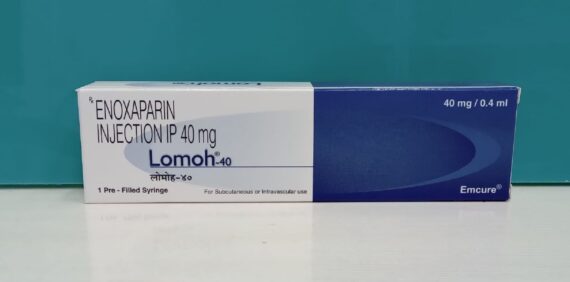 Rx ENOXAPARIN
INJECTION IP 40 mg
Lomoh®-40
लोमोह-४०
1 Pre - Filled Syringe
For Subcutaneous or Intravascular use
40 mg / 0.4 ml
Emcure®